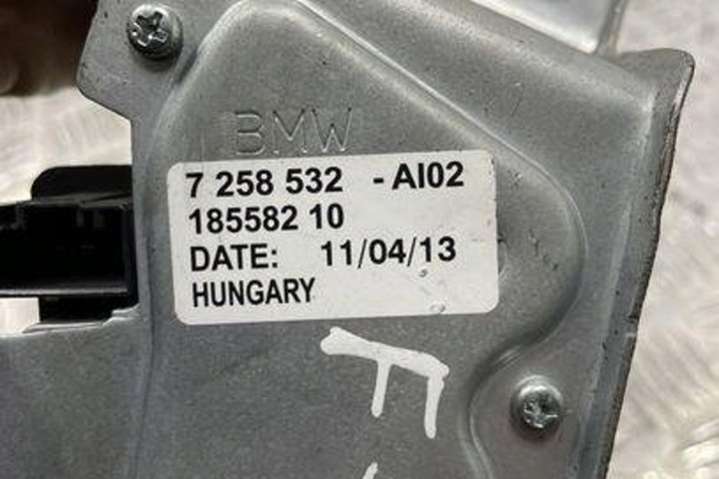 BMW
7 258 532 - AI02
185582 10
DATE: 11/04/13
HUNGARY
F